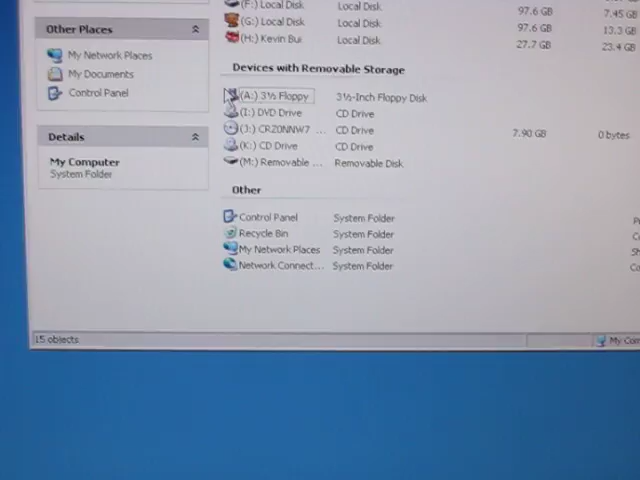 (F:) Local Disk Local Disk 97.6 GB 7.45 GB
(G:) Local Disk Local Disk 97.6 GB 13.3 GB
(H:) Kevin Bui Local Disk 27.7 GB 23.4 GB
Other Places
My Network Places
My Documents
Control Panel
Details
My Computer
System Folder
Devices with Removable Storage
(A:) 3½ Floppy 3½-Inch Floppy Disk
(I:) DVD Drive CD Drive
(J:) CRZ0NNW7 ... CD Drive 7.90 GB 0 bytes
(K:) CD Drive CD Drive
(M:) Removable ... Removable Disk
Other
Control Panel System Folder
Recycle Bin System Folder
My Network Places System Folder
Network Connect... System Folder
15 objects
My Com